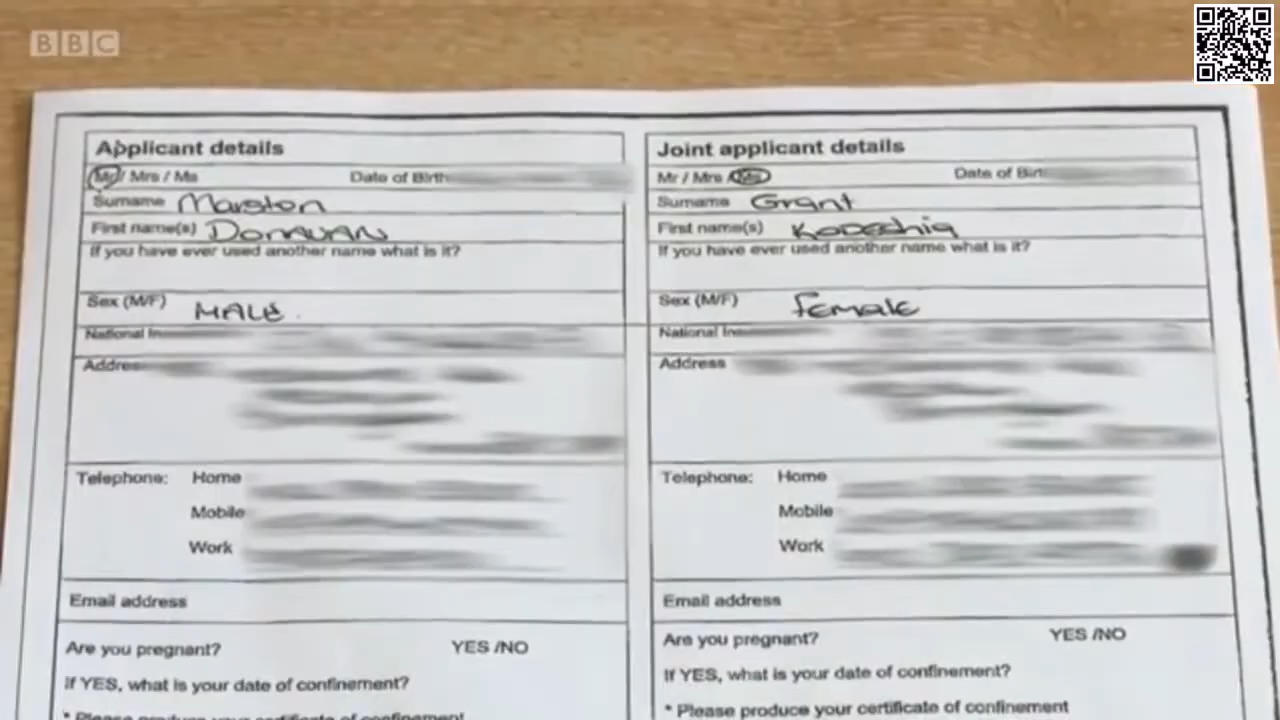 BBC
Applicant details
Mr / Mrs / Ms Date of Birth
Surname Marston
First name(s) DONAVAN
If you have ever used another name what is it?
Sex (M/F) MALE
National In
Addre
Telephone: Home
Mobile
Work
Email address
Are you pregnant? YES /NO
If YES, what is your date of confinement?
* Please produce your certificate of confinement
Joint applicant details
Mr / Mrs / Ms Date of Birt
Surname Grant
First name(s) Kodeshia
If you have ever used another name what is it?
Sex (M/F) female
National In
Address
Telephone: Home
Mobile
Work
Email address
Are you pregnant? YES /NO
If YES, what is your date of confinement?
* Please produce your certificate of confinement